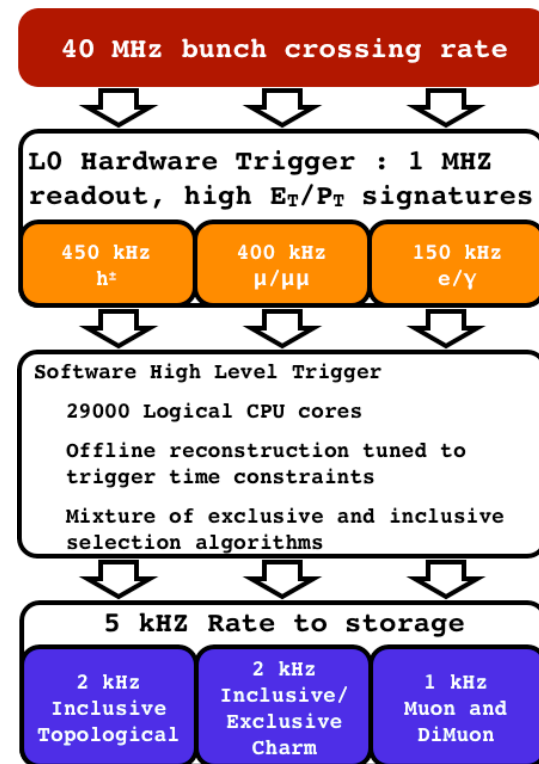 40 MHz bunch crossing rate
L0 Hardware Trigger : 1 MHZ
readout, high E_T/P_T signatures
450 kHz
h±
400 kHz
μ/μμ
150 kHz
e/γ
Software High Level Trigger
29000 Logical CPU cores
Offline reconstruction tuned to
trigger time constraints
Mixture of exclusive and inclusive
selection algorithms
5 kHZ Rate to storage
2 kHz
Inclusive
Topological
2 kHz
Inclusive/
Exclusive
Charm
1 kHz
Muon and
DiMuon